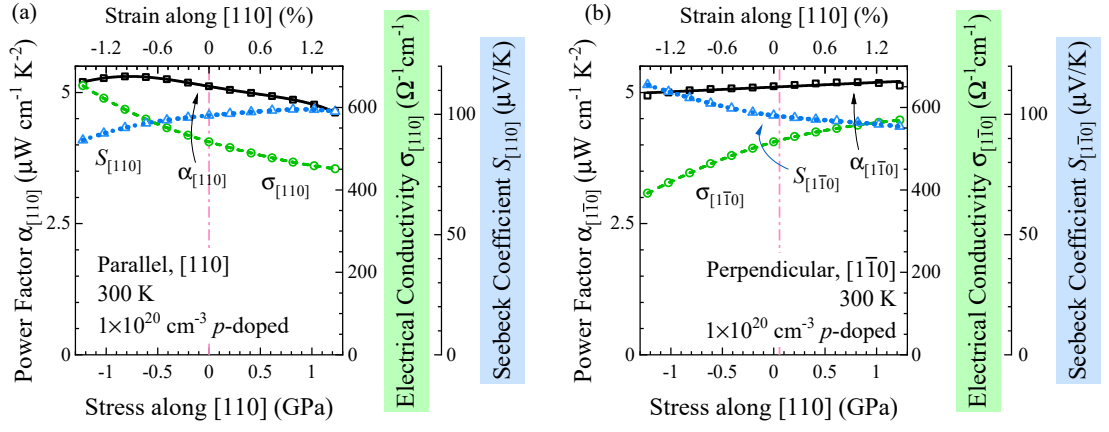 (a)
Strain along [110] (%)
-1.2 -0.6 0 0.6 1.2
Power Factor α[110] (μW cm⁻¹ K⁻²)
5
2.5
0
S[110]
α[110]
σ[110]
Parallel, [110]
300 K
1×10²⁰ cm⁻³ p-doped
-1 -0.5 0 0.5 1
Stress along [110] (GPa)
600
400
200
0
Electrical Conductivity σ[110] (Ω⁻¹cm⁻¹)
100
50
0
Seebeck Coefficient S[110] (μV/K)
(b)
Strain along [110] (%)
-1.2 -0.6 0 0.6 1.2
Power Factor α[11̄0] (μW cm⁻¹ K⁻²)
5
2.5
0
σ[11̄0]
S[11̄0]
α[11̄0]
Perpendicular, [11̄0]
300 K
1×10²⁰ cm⁻³ p-doped
-1 -0.5 0 0.5 1
Stress along [110] (GPa)
600
400
200
0
Electrical Conductivity σ[11̄0] (Ω⁻¹cm⁻¹)
100
50
0
Seebeck Coefficient S[11̄0] (μV/K)